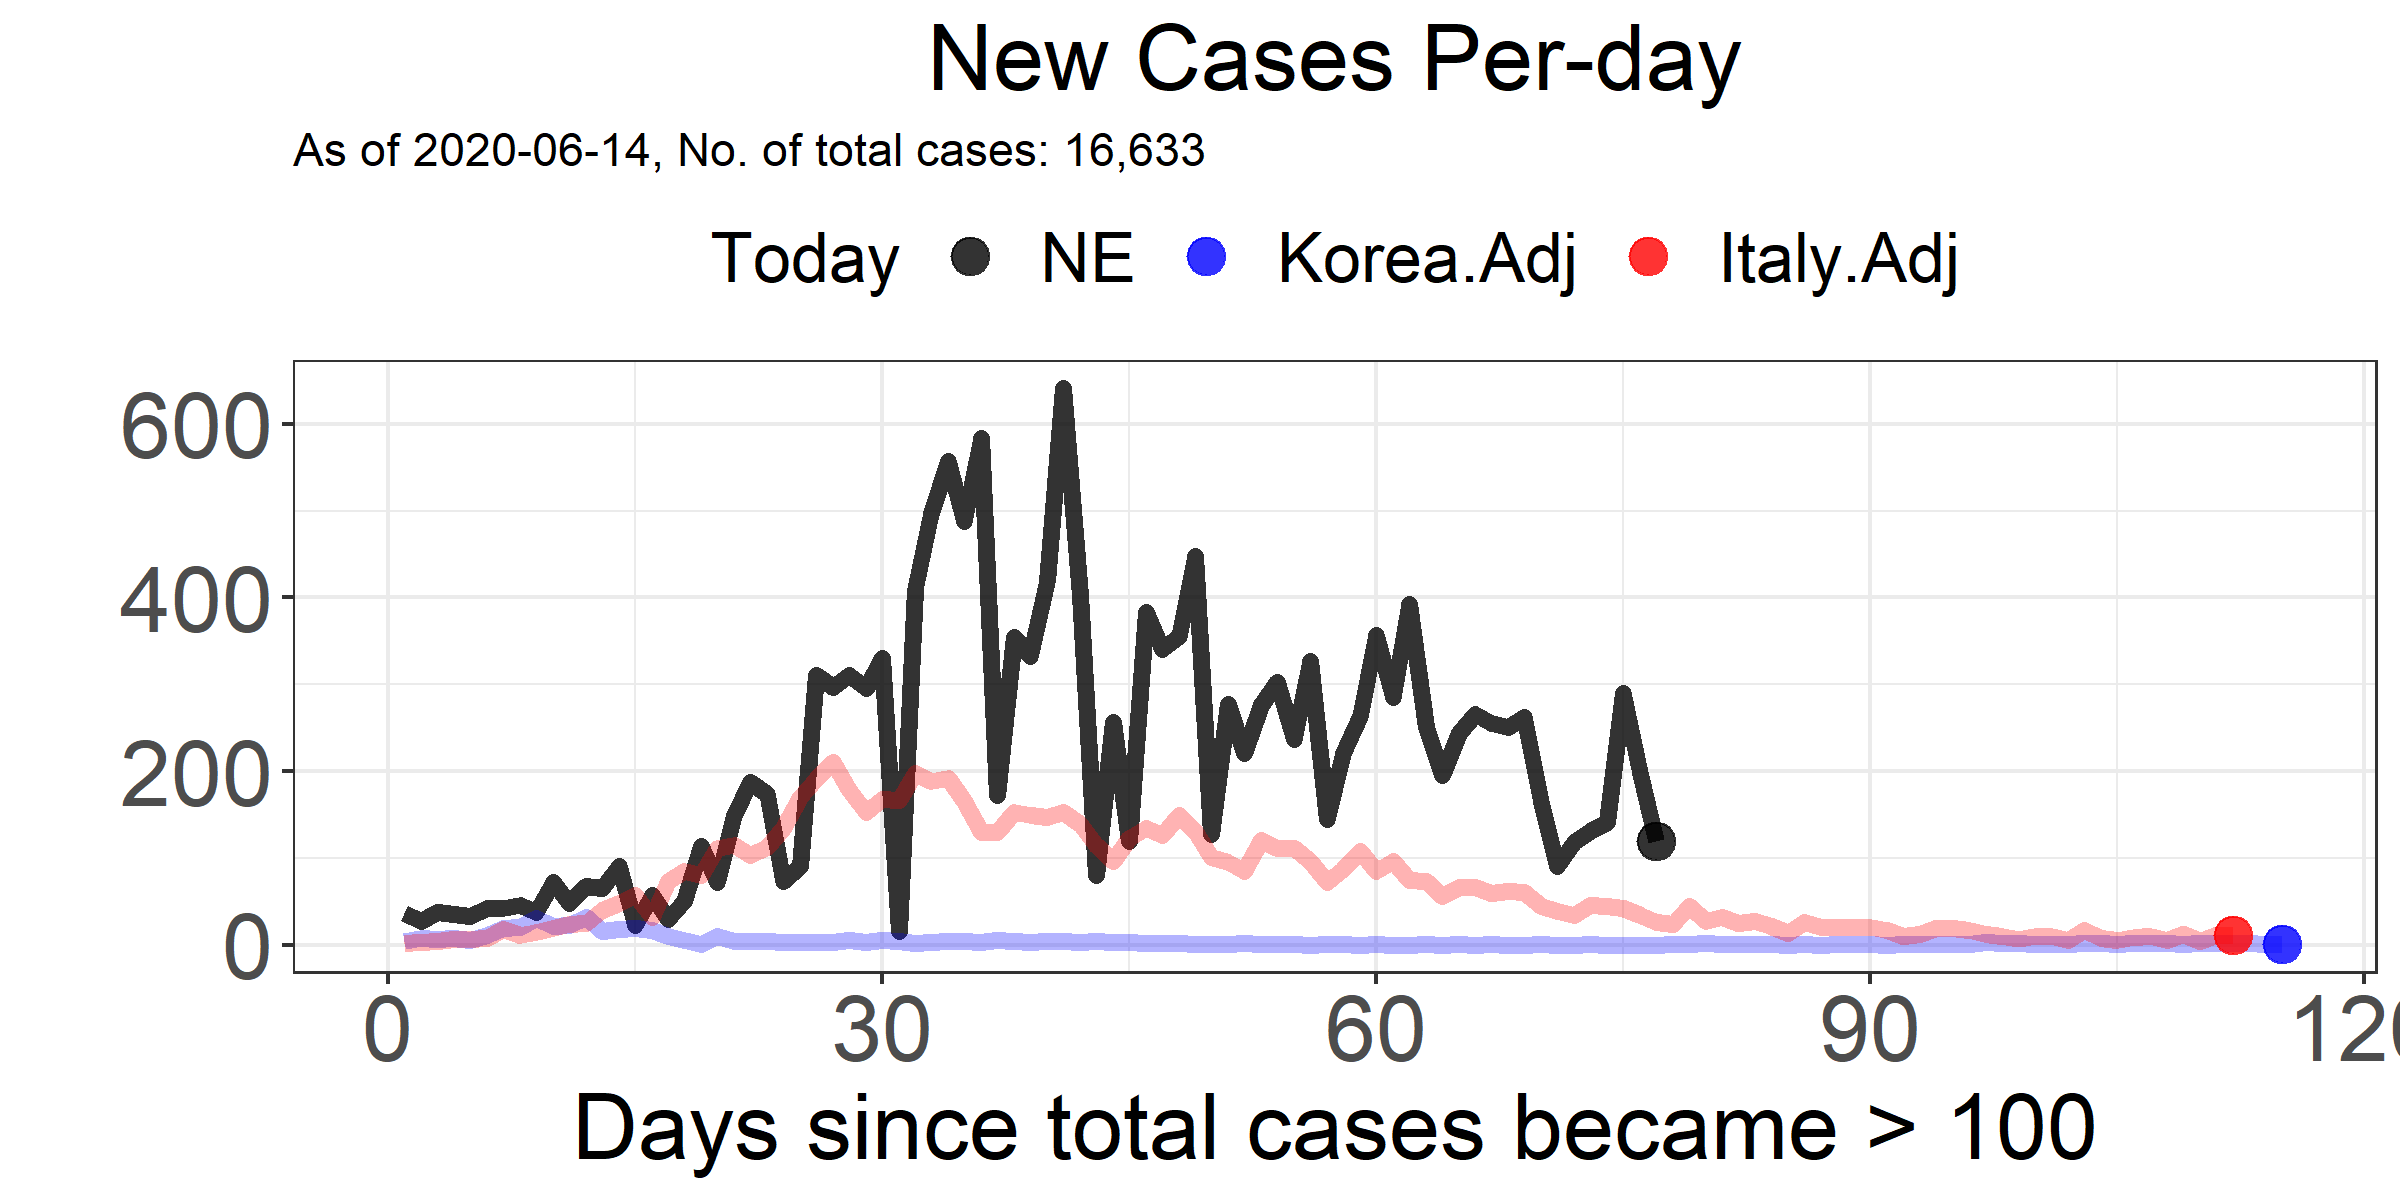 New Cases Per-day
As of 2020-06-14, No. of total cases: 16,633
Today NE Korea.Adj Italy.Adj
600
400
200
0
0 30 60 90 120
Days since total cases became > 100